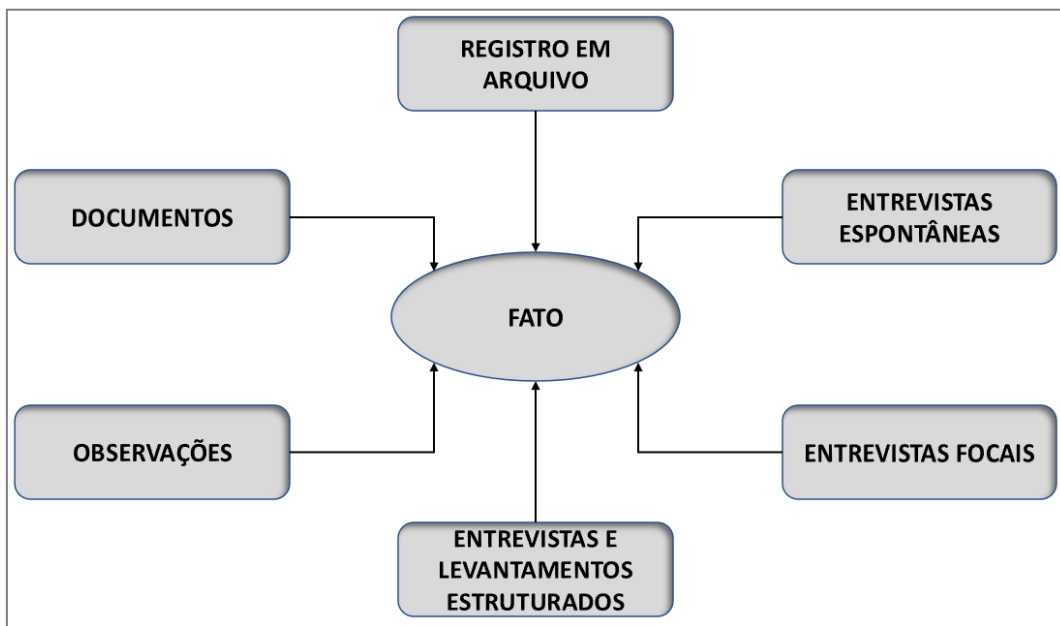 REGISTRO EM
ARQUIVO
DOCUMENTOS
ENTREVISTAS
ESPONTÂNEAS
FATO
OBSERVAÇÕES
ENTREVISTAS FOCAIS
ENTREVISTAS E
LEVANTAMENTOS
ESTRUTURADOS